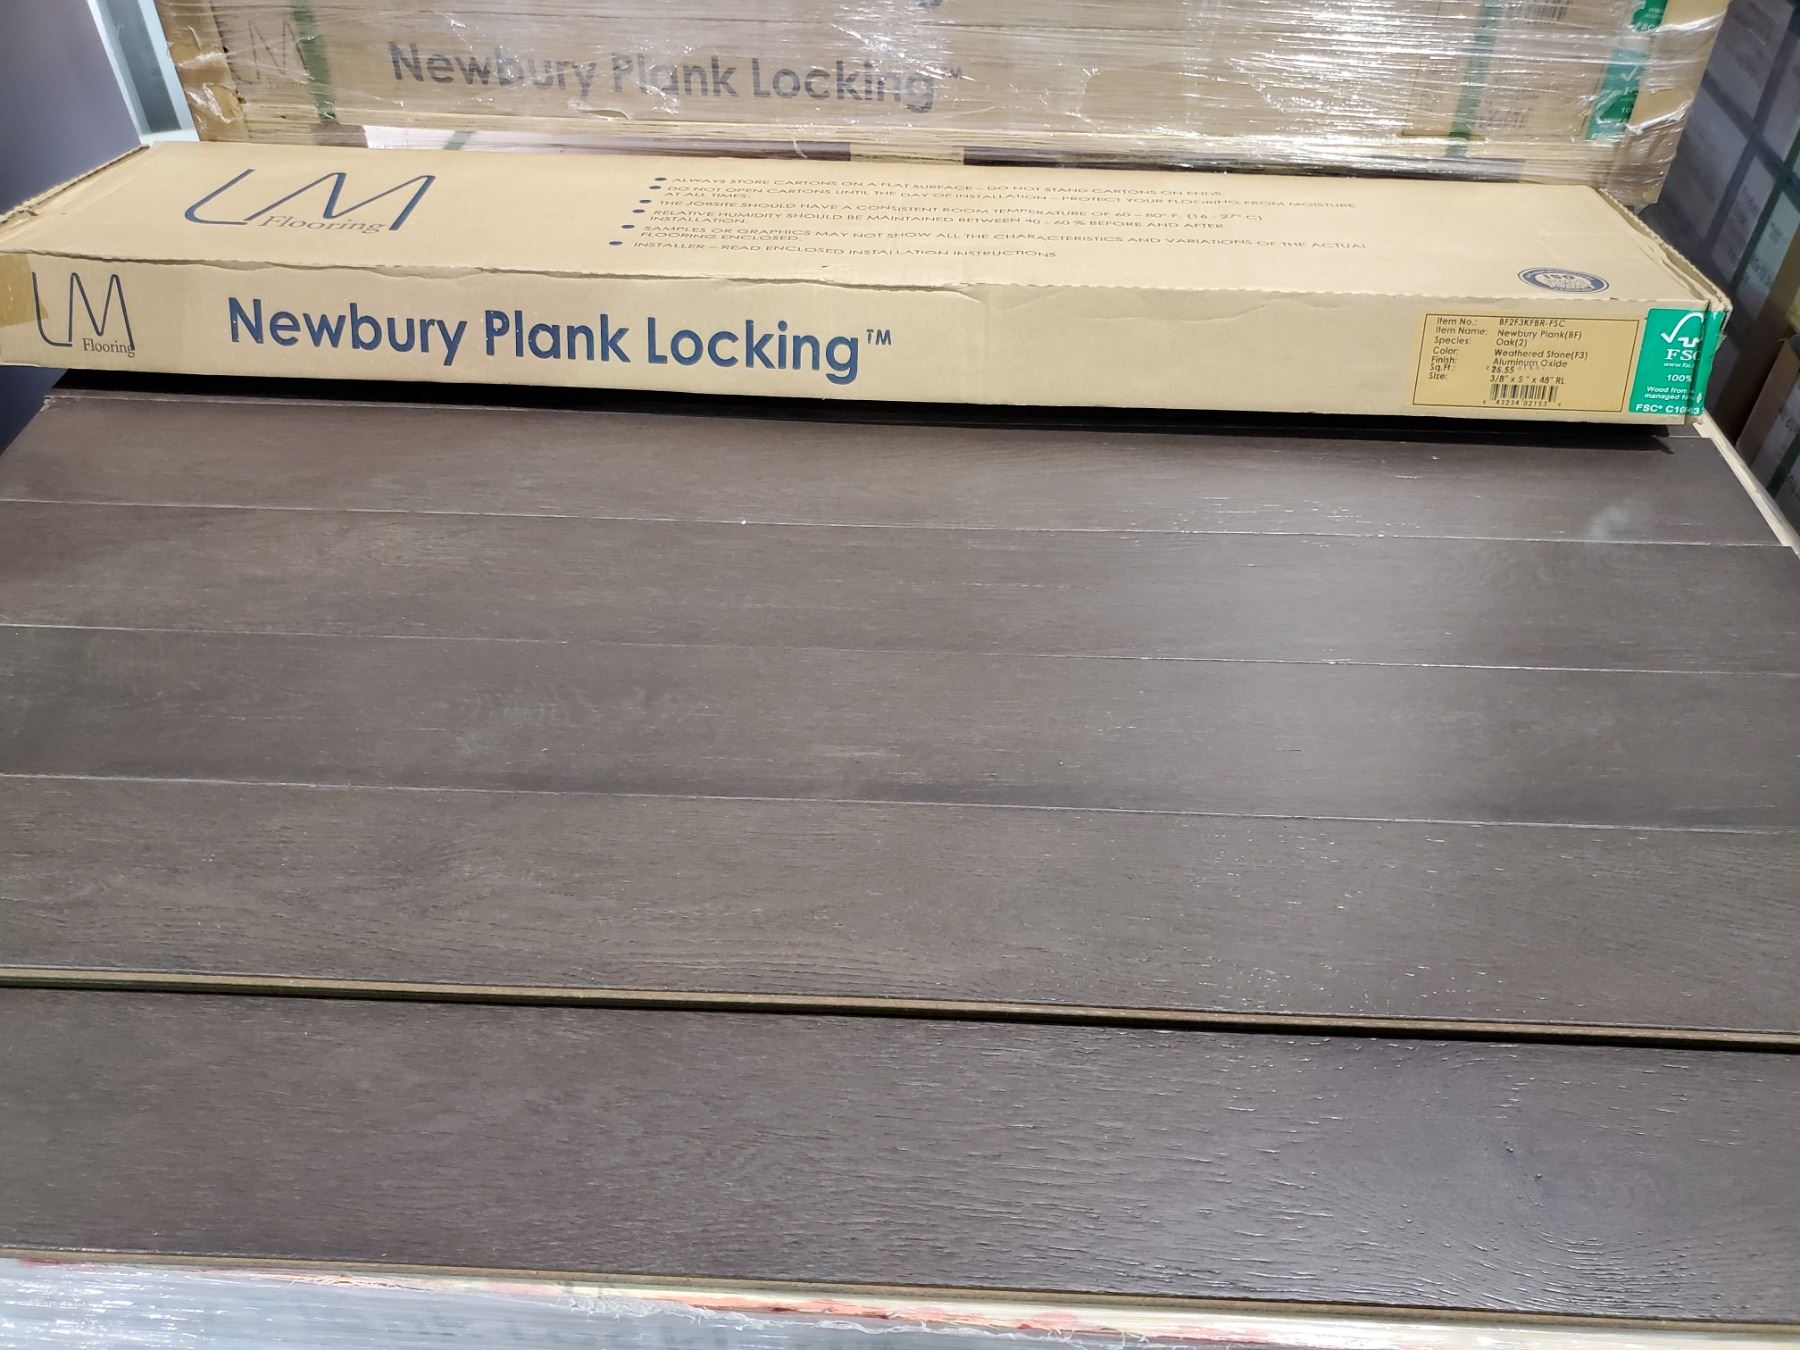 Newbury Plank Locking™
LM
Flooring
ALWAYS STORE CARTONS ON A FLAT SURFACE – DO NOT STAND CARTONS ON ENDS.
DO NOT OPEN CARTONS UNTIL THE DAY OF INSTALLATION – PROTECT YOUR FLOORING FROM MOISTURE
AT ALL TIMES.
THE JOBSITE SHOULD HAVE A CONSISTENT ROOM TEMPERATURE OF 60 – 80° F. (16 - 27° C)
RELATIVE HUMIDITY SHOULD BE MAINTAINED BETWEEN 40 - 60 % BEFORE AND AFTER
INSTALLATION.
SAMPLES OR GRAPHICS MAY NOT SHOW ALL THE CHARACTERISTICS AND VARIATIONS OF THE ACTUAL
FLOORING ENCLOSED.
INSTALLER – READ ENCLOSED INSTALLATION INSTRUCTIONS
ISO
LM
Flooring
Newbury Plank Locking™
Item No.: BF2F3KFBR-FSC
Item Name: Newbury Plank(BF)
Species: Oak(2)
Color: Weathered Stone(F3)
Finish: Aluminum Oxide
Sq.Ft.: 26.55
Size: 3/8" x 5" x 48" RL
FSC
100%
Wood from
managed
FSC®